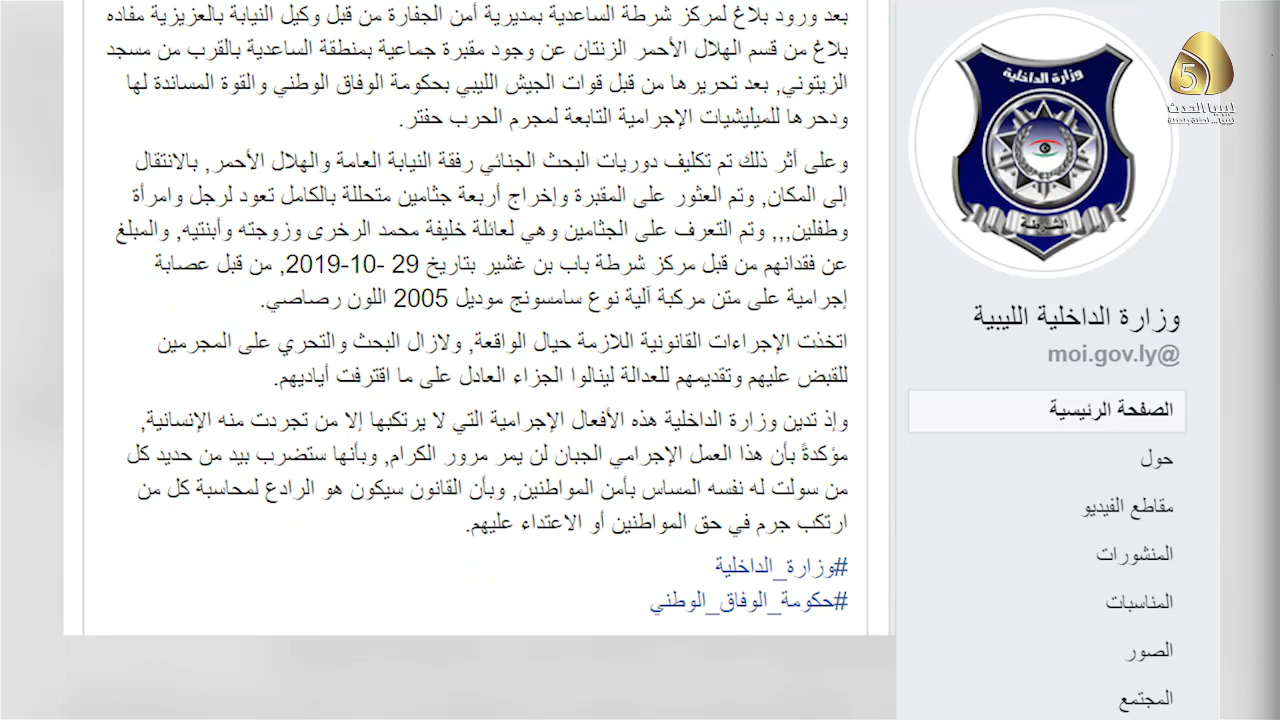 بعد ورود بلاغ لمركز شرطة الساعدية بمديرية أمن الجفارة من قبل وكيل النيابة بالعزيزية مفاده
بلاغ من قسم الهلال الأحمر الزنتان عن وجود مقبرة جماعية بمنطقة الساعدية بالقرب من مسجد
الزيتوني, بعد تحريرها من قبل قوات الجيش الليبي بحكومة الوفاق الوطني والقوة المساندة لها
ودحرها للميليشيات الإجرامية التابعة لمجرم الحرب حفتر.
وعلى أثر ذلك تم تكليف دوريات البحث الجنائي رفقة النيابة العامة والهلال الأحمر, بالانتقال
إلى المكان, وتم العثور على المقبرة وإخراج أربعة جثامين متحللة بالكامل تعود لرجل وامرأة
وطفلين,,, وتم التعرف على الجثامين وهي لعائلة خليفة محمد الرخرى وزوجته وأبنتيه, والمبلغ
عن فقدانهم من قبل مركز شرطة باب بن غشير بتاريخ 29 -10-2019, من قبل عصابة
إجرامية على متن مركبة آلية نوع سامسونج موديل 2005 اللون رصاصي.
اتخذت الإجراءات القانونية اللازمة حيال الواقعة, ولازال البحث والتحري على المجرمين
للقبض عليهم وتقديمهم للعدالة لينالوا الجزاء العادل على ما اقترفت أياديهم.
وإذ تدين وزارة الداخلية هذه الأفعال الإجرامية التي لا يرتكبها إلا من تجردت منه الإنسانية,
مؤكدةً بأن هذا العمل الإجرامي الجبان لن يمر مرور الكرام, وبأنها ستضرب بيد من حديد كل
من سولت له نفسه المساس بأمن المواطنين, وبأن القانون سيكون هو الرادع لمحاسبة كل من
ارتكب جرم في حق المواطنين أو الاعتداء عليهم.
#وزارة_الداخلية
#حكومة_الوفاق_الوطني
وزارة الداخلية
الشرطة
5
ليبيا الحدث
ليبيا... لحظة بلحظة
وزارة الداخلية الليبية
@moi.gov.ly
الصفحة الرئيسية
حول
مقاطع الفيديو
المنشورات
المناسبات
الصور
المجتمع